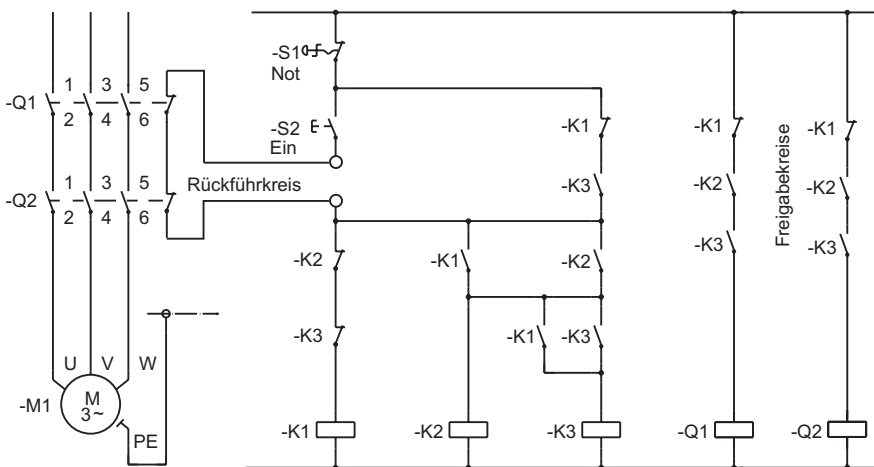 -S1
Not
1 3 5
-Q1
2 4 6
-S2
Ein
-K1
-K1
-K1
-K3
-K2
-K2
Rückführkreis
1 3 5
-Q2
2 4 6
-K3
-K3
Freigabekreise
-K2
-K1
-K2
-K3
-K1
-K3
U V W
-M1
M
3~
PE
-K1
-K2
-K3
-Q1
-Q2